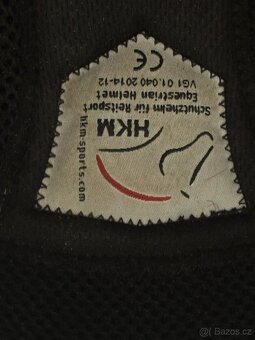 CE
VG1 01.040 2014-12
Equestrian Helmet
Schutzhelm für Reitsport
HKM
hkm-sports.com
© Bazos.cz